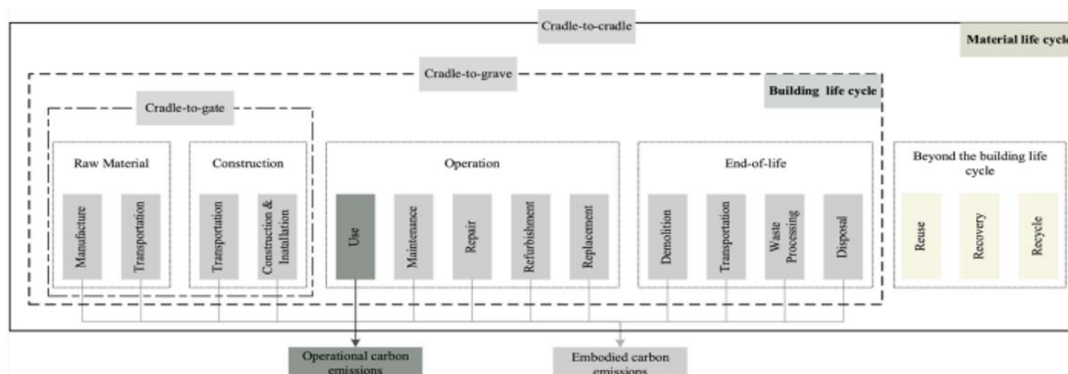 Cradle-to-cradle
Material life cycle
Cradle-to-grave
Building life cycle
Cradle-to-gate
Raw Material
Construction
Operation
End-of-life
Beyond the building life
cycle
Manufacture
Transportation
Transportation
Construction &
Inatallation
Use
Maintenance
Repair
Refurbishment
Replacement
Demolition
Transportation
Waste
Processing
Disposal
Reuse
Recovery
Recycle
Operational carbon
emissions
Embodied carbon
emissions